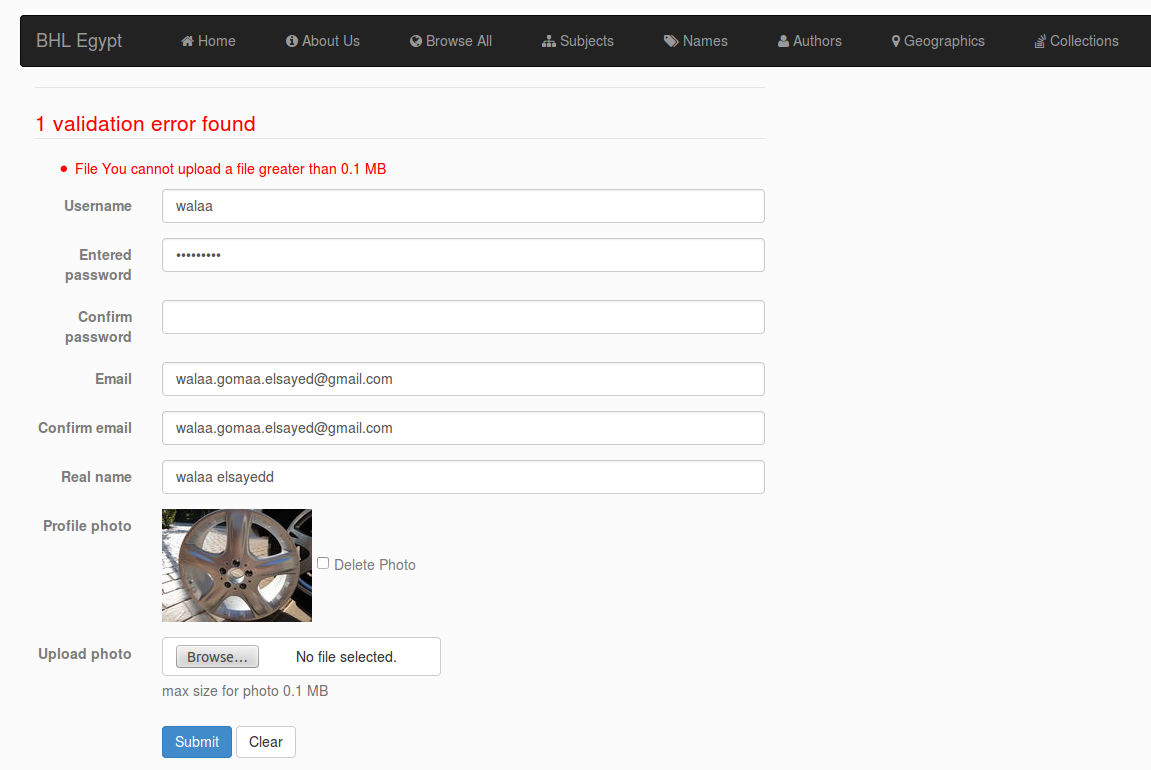 BHL Egypt Home About Us Browse All Subjects Names Authors Geographics Collections
1 validation error found
File You cannot upload a file greater than 0.1 MB
Username walaa
Entered
password •••••••••
Confirm
password
Email walaa.gomaa.elsayed@gmail.com
Confirm email walaa.gomaa.elsayed@gmail.com
Real name walaa elsayedd
Profile photo
Delete Photo
Upload photo Browse... No file selected.
max size for photo 0.1 MB
Submit Clear